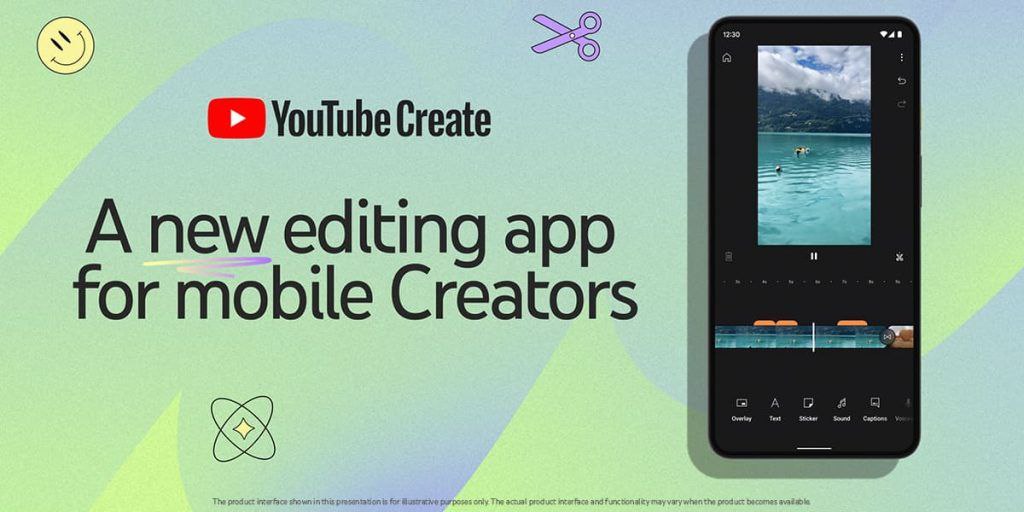 YouTube Create
A new editing app
for mobile Creators
12:30
Overlay Text Sticker Sound Captions
The product interface shown in this presentation is for illustrative purposes only. The actual product interface and functionality may vary when the product becomes available.